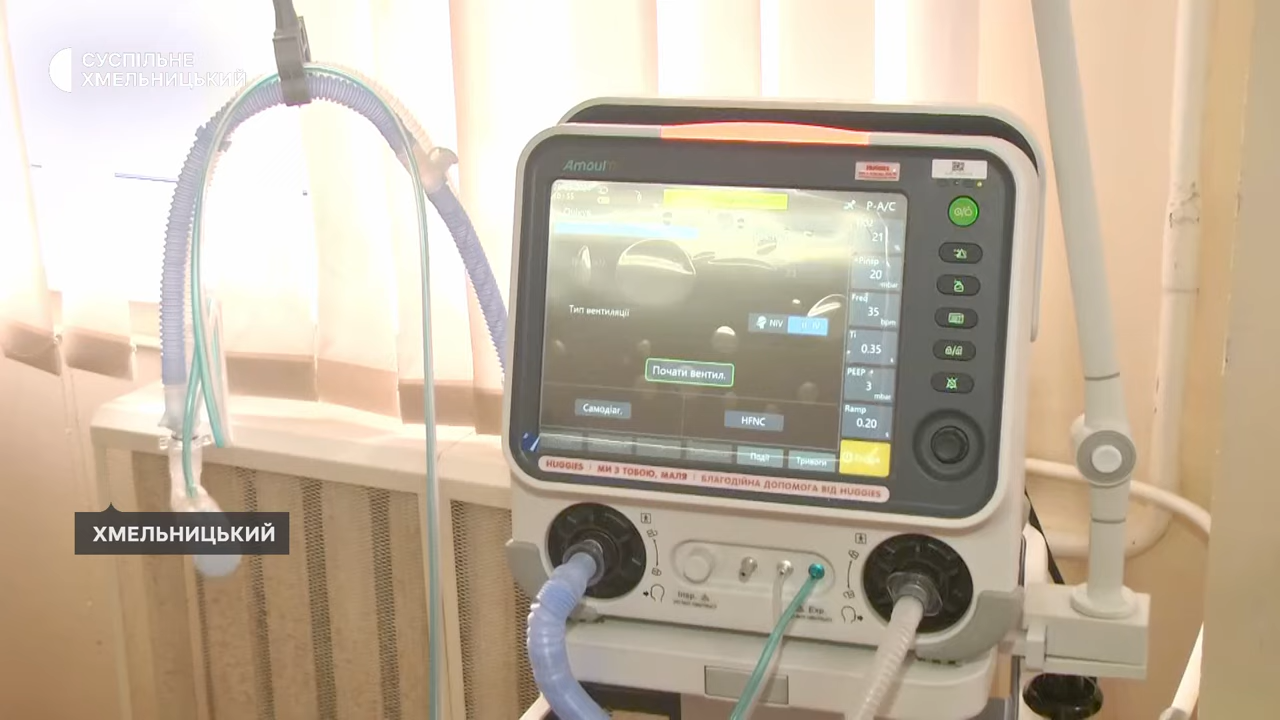 СУСПІЛЬНЕ
ХМЕЛЬНИЦЬКИЙ
Amoul
P-A/C
21
Pinsp
20
mbar
Freq
35
bpm
Ti
0.35
PEEP
3
mbar
Ramp
0.20
Тип вентиляції
NIV
Почати вентил.
Самодіаг.
HFNC
Події
Тривоги
HUGGIES | МИ З ТОБОЮ, МАЛЯ | БЛАГОДІЙНА ДОПОМОГА ВІД HUGGIES
Insp.
Exp.
ХМЕЛЬНИЦЬКИЙ